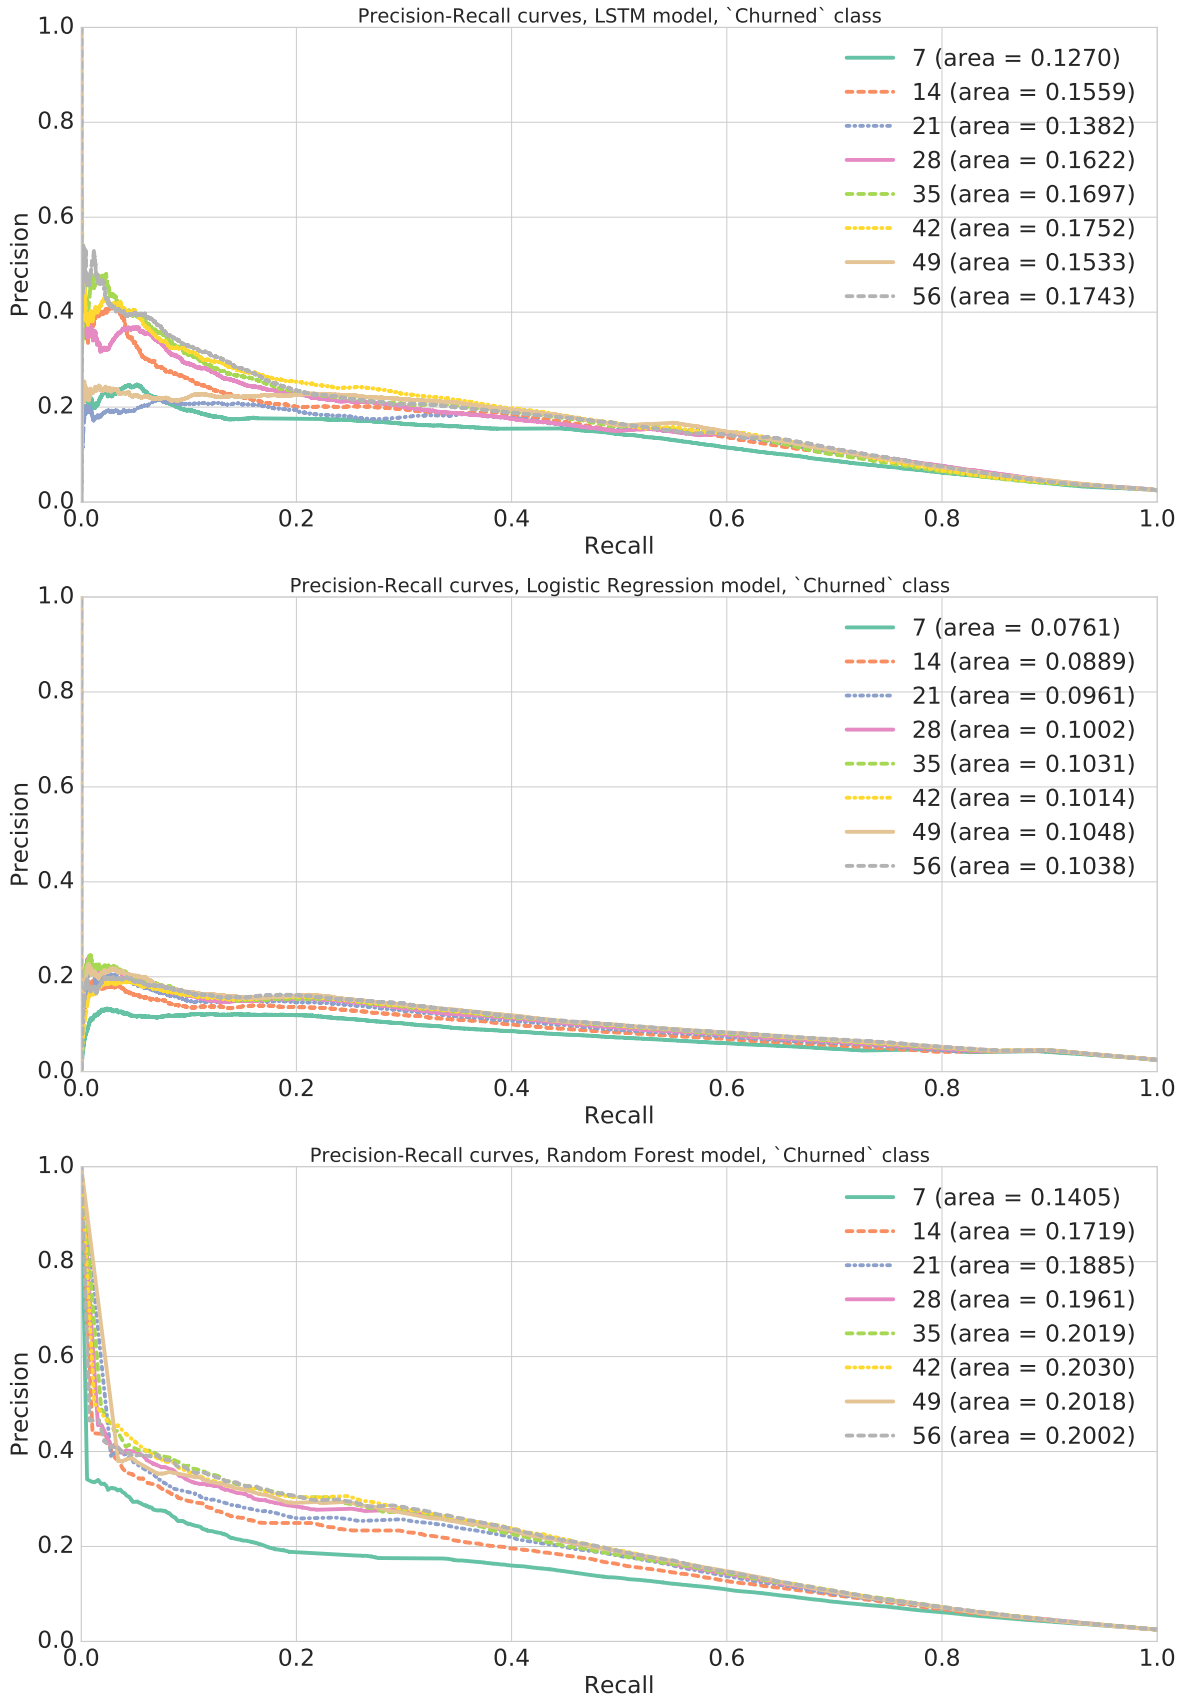 Precision-Recall curves, LSTM model, `Churned` class
1.0
0.8
0.6
0.4
0.2
0.0
Precision
7 (area = 0.1270)
14 (area = 0.1559)
21 (area = 0.1382)
28 (area = 0.1622)
35 (area = 0.1697)
42 (area = 0.1752)
49 (area = 0.1533)
56 (area = 0.1743)
0.0 0.2 0.4 0.6 0.8 1.0
Recall
Precision-Recall curves, Logistic Regression model, `Churned` class
1.0
0.8
0.6
0.4
0.2
0.0
Precision
7 (area = 0.0761)
14 (area = 0.0889)
21 (area = 0.0961)
28 (area = 0.1002)
35 (area = 0.1031)
42 (area = 0.1014)
49 (area = 0.1048)
56 (area = 0.1038)
0.0 0.2 0.4 0.6 0.8 1.0
Recall
Precision-Recall curves, Random Forest model, `Churned` class
1.0
0.8
0.6
0.4
0.2
0.0
Precision
7 (area = 0.1405)
14 (area = 0.1719)
21 (area = 0.1885)
28 (area = 0.1961)
35 (area = 0.2019)
42 (area = 0.2030)
49 (area = 0.2018)
56 (area = 0.2002)
0.0 0.2 0.4 0.6 0.8 1.0
Recall